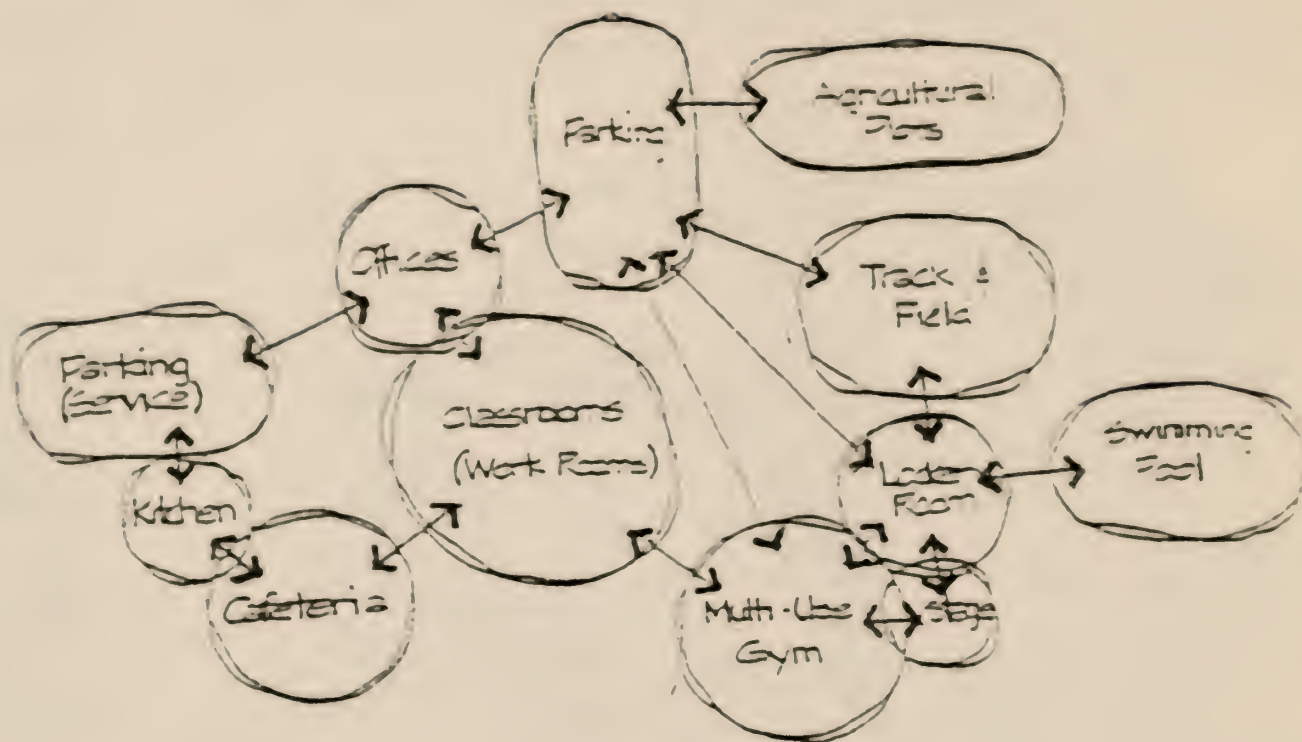 Parking
Agricultural
Plots
Offices
Track &
Field
Parking
(Service)
Classrooms
(Work Rooms)
Swimming
Pool
Locker
Room
Kitchen
Cafeteria
Multi-Use
Gym
Stage